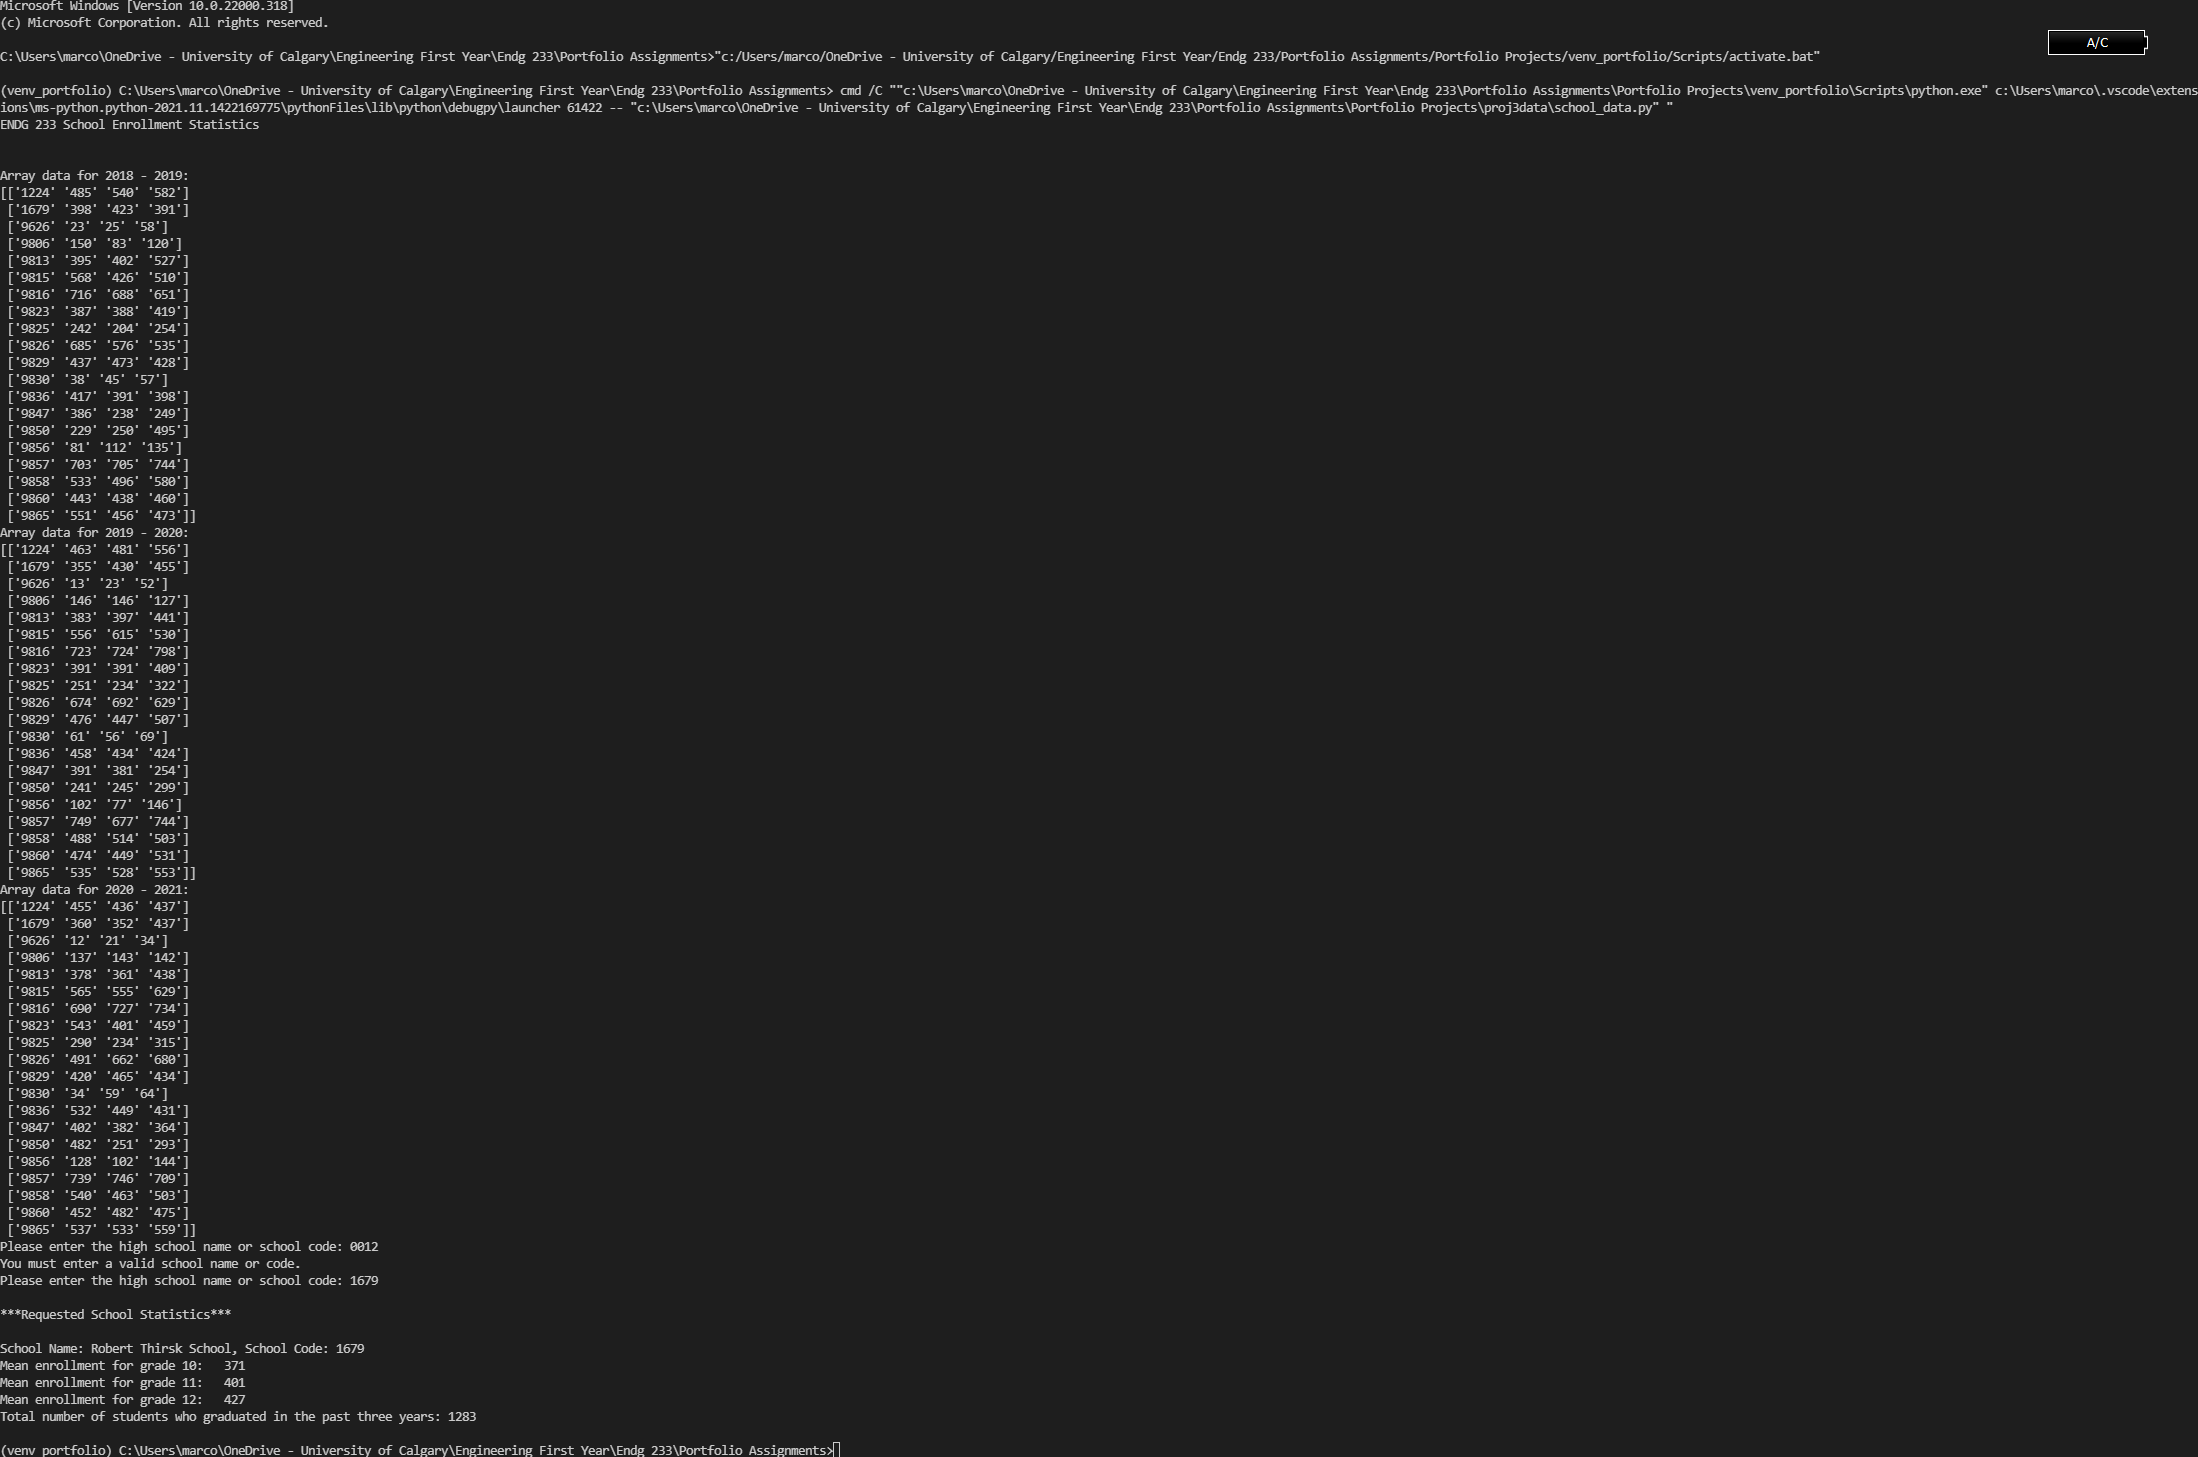 Microsoft Windows [Version 10.0.22000.318]
(c) Microsoft Corporation. All rights reserved.
A/C
C:\Users\marco\OneDrive - University of Calgary\Engineering First Year\Endg 233\Portfolio Assignments>"c:/Users/marco/OneDrive - University of Calgary/Engineering First Year/Endg 233/Portfolio Assignments/Portfolio Projects/venv_portfolio/Scripts/activate.bat"
(venv_portfolio) C:\Users\marco\OneDrive - University of Calgary\Engineering First Year\Endg 233\Portfolio Assignments> cmd /C ""c:\Users\marco\OneDrive - University of Calgary\Engineering First Year\Endg 233\Portfolio Assignments\Portfolio Projects\venv_portfolio\Scripts\python.exe" c:\Users\marco\.vscode\extens
ions\ms-python.python-2021.11.1422169775\pythonFiles\lib\python\debugpy\launcher 61422 -- "c:\Users\marco\OneDrive - University of Calgary\Engineering First Year\Endg 233\Portfolio Assignments\Portfolio Projects\proj3data\school_data.py" "
ENDG 233 School Enrollment Statistics
Array data for 2018 - 2019:
[['1224' '485' '540' '582']
['1679' '398' '423' '391']
['9626' '23' '25' '58']
['9806' '150' '83' '120']
['9813' '395' '402' '527']
['9815' '568' '426' '510']
['9816' '716' '688' '651']
['9823' '387' '388' '419']
['9825' '242' '204' '254']
['9826' '685' '576' '535']
['9829' '437' '473' '428']
['9830' '38' '45' '57']
['9836' '417' '391' '398']
['9847' '386' '238' '249']
['9850' '229' '250' '495']
['9856' '81' '112' '135']
['9857' '703' '705' '744']
['9858' '533' '496' '580']
['9860' '443' '438' '460']
['9865' '551' '456' '473']]
Array data for 2019 - 2020:
[['1224' '463' '481' '556']
['1679' '355' '430' '455']
['9626' '13' '23' '52']
['9806' '146' '146' '127']
['9813' '383' '397' '441']
['9815' '556' '615' '530']
['9816' '723' '724' '798']
['9823' '391' '391' '409']
['9825' '251' '234' '322']
['9826' '674' '692' '629']
['9829' '476' '447' '507']
['9830' '61' '56' '69']
['9836' '458' '434' '424']
['9847' '391' '381' '254']
['9850' '241' '245' '299']
['9856' '102' '77' '146']
['9857' '749' '677' '744']
['9858' '488' '514' '503']
['9860' '474' '449' '531']
['9865' '535' '528' '553']]
Array data for 2020 - 2021:
[['1224' '455' '436' '437']
['1679' '360' '352' '437']
['9626' '12' '21' '34']
['9806' '137' '143' '142']
['9813' '378' '361' '438']
['9815' '565' '555' '629']
['9816' '690' '727' '734']
['9823' '543' '401' '459']
['9825' '290' '234' '315']
['9826' '491' '662' '680']
['9829' '420' '465' '434']
['9830' '34' '59' '64']
['9836' '532' '449' '431']
['9847' '402' '382' '364']
['9850' '482' '251' '293']
['9856' '128' '102' '144']
['9857' '739' '746' '709']
['9858' '540' '463' '503']
['9860' '452' '482' '475']
['9865' '537' '533' '559']]
Please enter the high school name or school code: 0012
You must enter a valid school name or code.
Please enter the high school name or school code: 1679
***Requested School Statistics***
School Name: Robert Thirsk School, School Code: 1679
Mean enrollment for grade 10:   371
Mean enrollment for grade 11:   401
Mean enrollment for grade 12:   427
Total number of students who graduated in the past three years: 1283
(venv_portfolio) C:\Users\marco\OneDrive - University of Calgary\Engineering First Year\Endg 233\Portfolio Assignments>